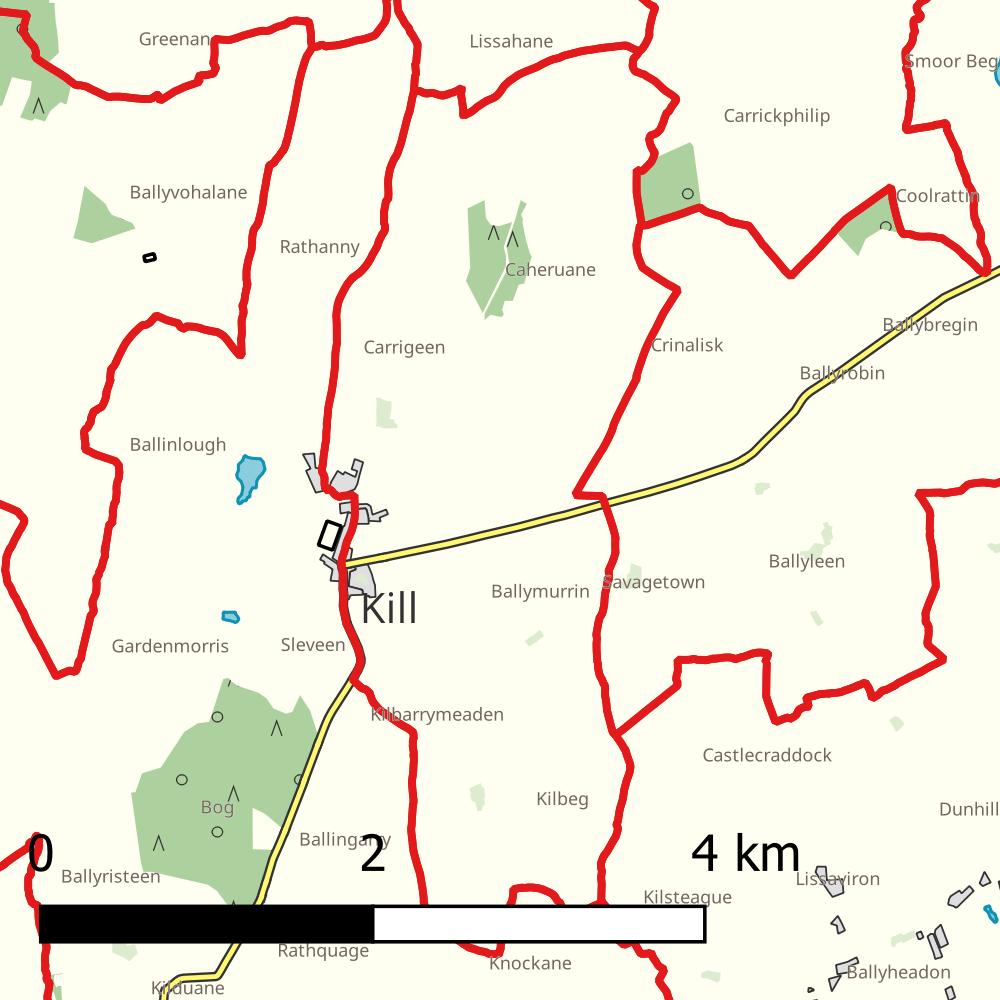 Greenan
Lissahane
Smoor Beg
Carrickphilip
Ballyvohalane
Coolrattin
Rathanny
Caheruane
Ballybregin
Carrigeen
Crinalisk
Ballyrobin
Ballinlough
Ballyleen
Savagetown
Ballymurrin
Kill
Gardenmorris
Sleveen
Kilbarrymeaden
Castlecraddock
Kilbeg
Bog
Dunhill
Ballingarry
0 2 4 km
Ballyristeen
Lissaviron
Kilsteague
Rathquage
Knockane
Ballyheadon
Kilduane